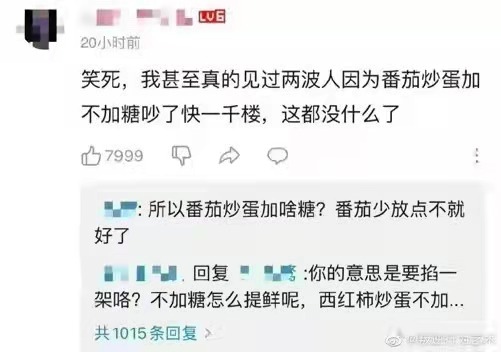 LV6
20小时前
笑死，我甚至真的见过两波人因为番茄炒蛋加
不加糖吵了快一千楼，这都没什么了
7999
: 所以番茄炒蛋加啥糖？番茄少放点不就
好了
回复 : 你的意思是要掐一
架咯？不加糖怎么提鲜呢，西红柿炒蛋不加...
共1015条回复 >